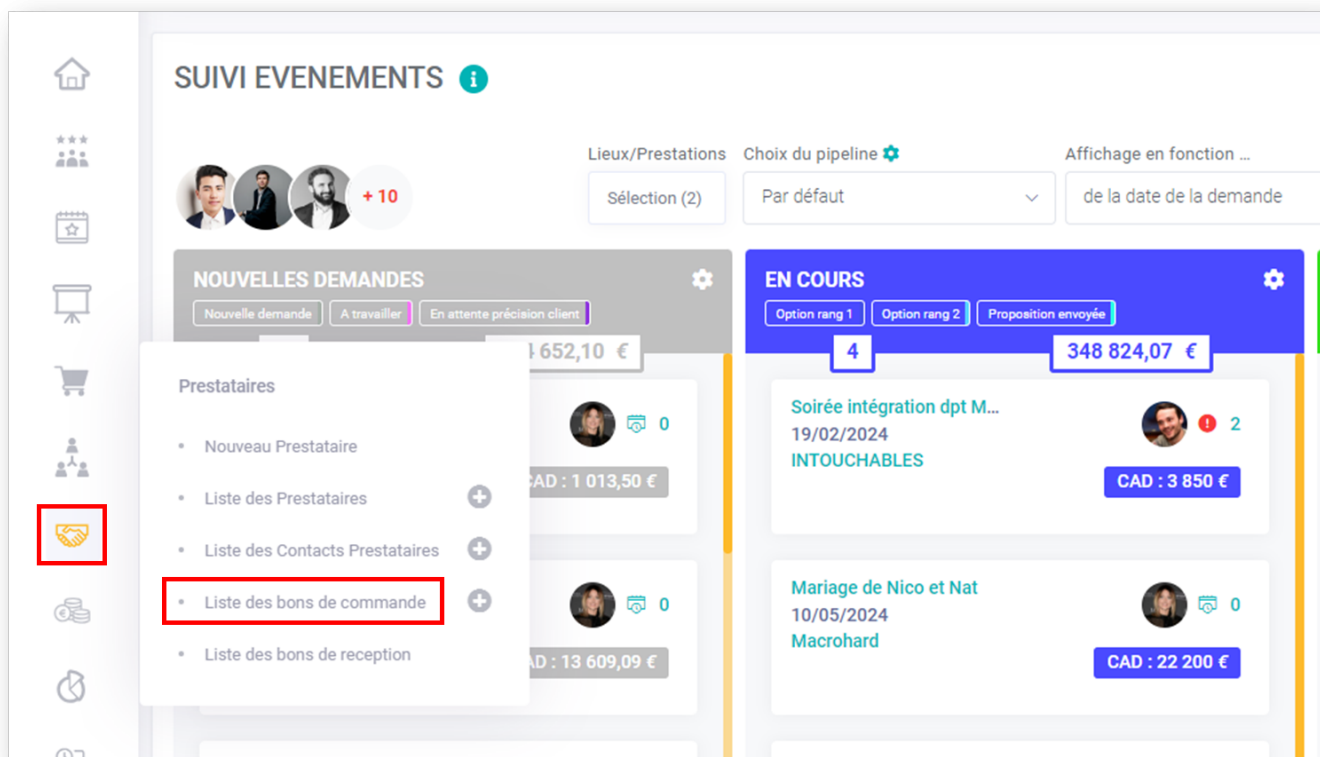 SUIVI EVENEMENTS
Lieux/Prestations
Choix du pipeline
Affichage en fonction ...
+ 10
Sélection (2)
Par défaut
de la date de la demande
NOUVELLES DEMANDES
Nouvelle demande
A travailler
En attente précision client
652,10 €
EN COURS
Option rang 1
Option rang 2
Proposition envoyée
4
348 824,07 €
Prestataires
Nouveau Prestataire
Liste des Prestataires
Liste des Contacts Prestataires
Liste des bons de commande
Liste des bons de reception
0
AD : 1 013,50 €
0
AD : 13 609,09 €
Soirée intégration dpt M...
19/02/2024
INTOUCHABLES
2
CAD : 3 850 €
Mariage de Nico et Nat
10/05/2024
Macrohard
0
CAD : 22 200 €